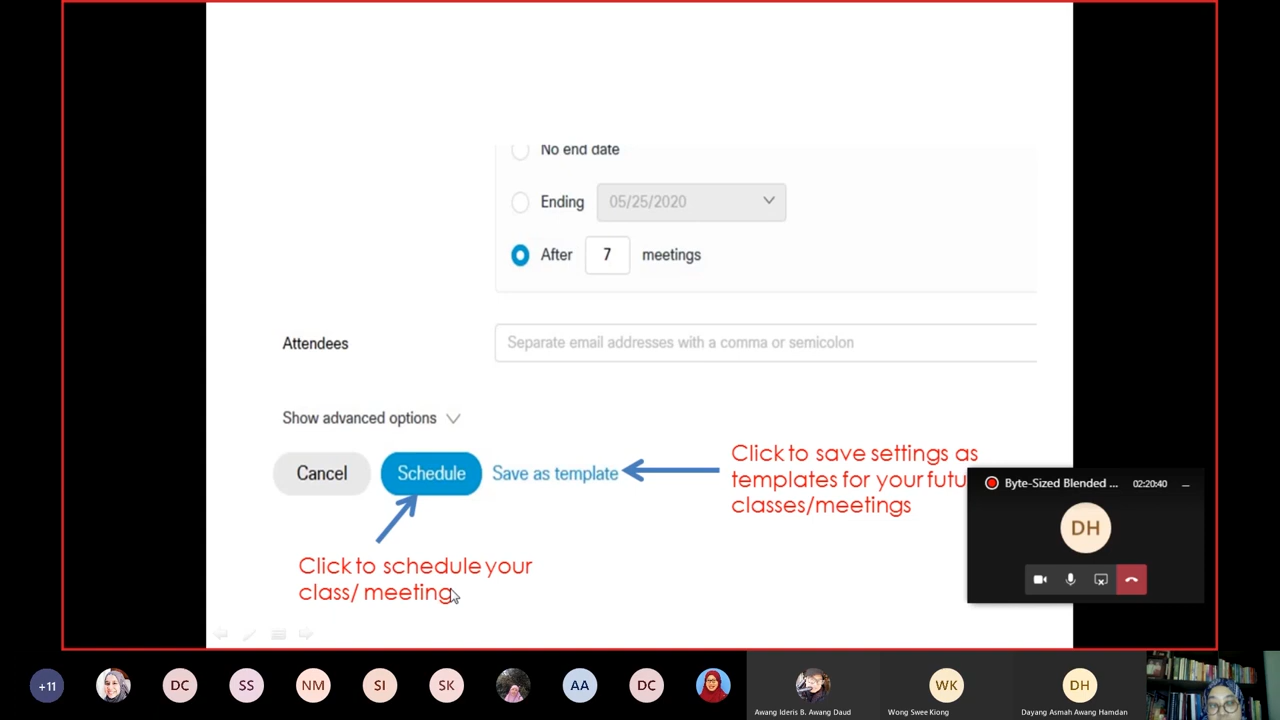 No end date
Ending 05/25/2020
After 7 meetings
Attendees Separate email addresses with a comma or semicolon
Show advanced options
Cancel Schedule Save as template
Click to save settings as
templates for your futu
classes/meetings
Click to schedule your
class/ meeting
Byte-Sized Blended ... 02:20:40
DH
+11 DC SS NM SI SK AA DC WK DH
Awang Ideris B. Awang Daud Wong Swee Kiong Dayang Asmah Awang Hamdan